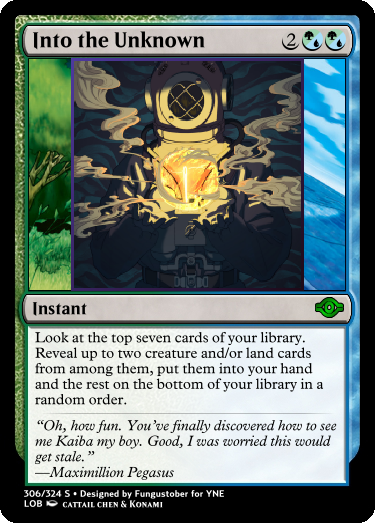 Into the Unknown 2
Instant
Look at the top seven cards of your library.
Reveal up to two creature and/or land cards
from among them, put them into your hand
and the rest on the bottom of your library in a
random order.
“Oh, how fun. You've finally discovered how to see
me Kaiba my boy. Good, I was worried this would
get stale.”
—Maximillion Pegasus
306/324 S • Designed by Fungustober for YNE
LOB CATTAIL CHEN & KONAMI